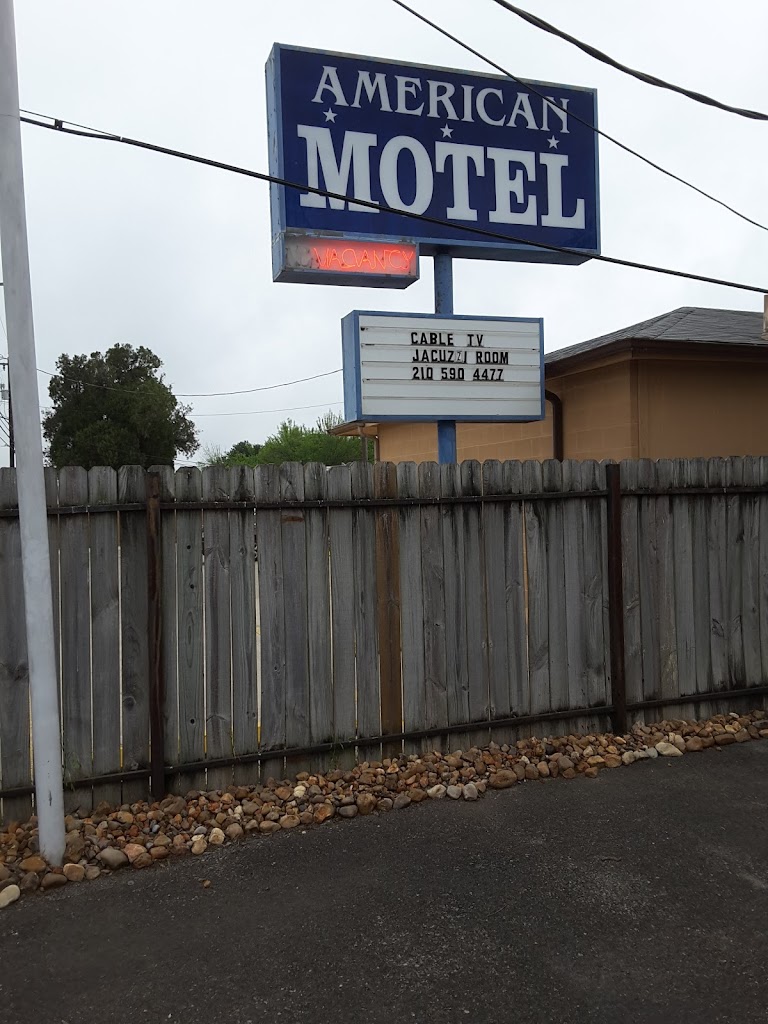 AMERICAN
MOTEL
VACANCY
CABLE TV
JACUZZI ROOM
210 590 4477